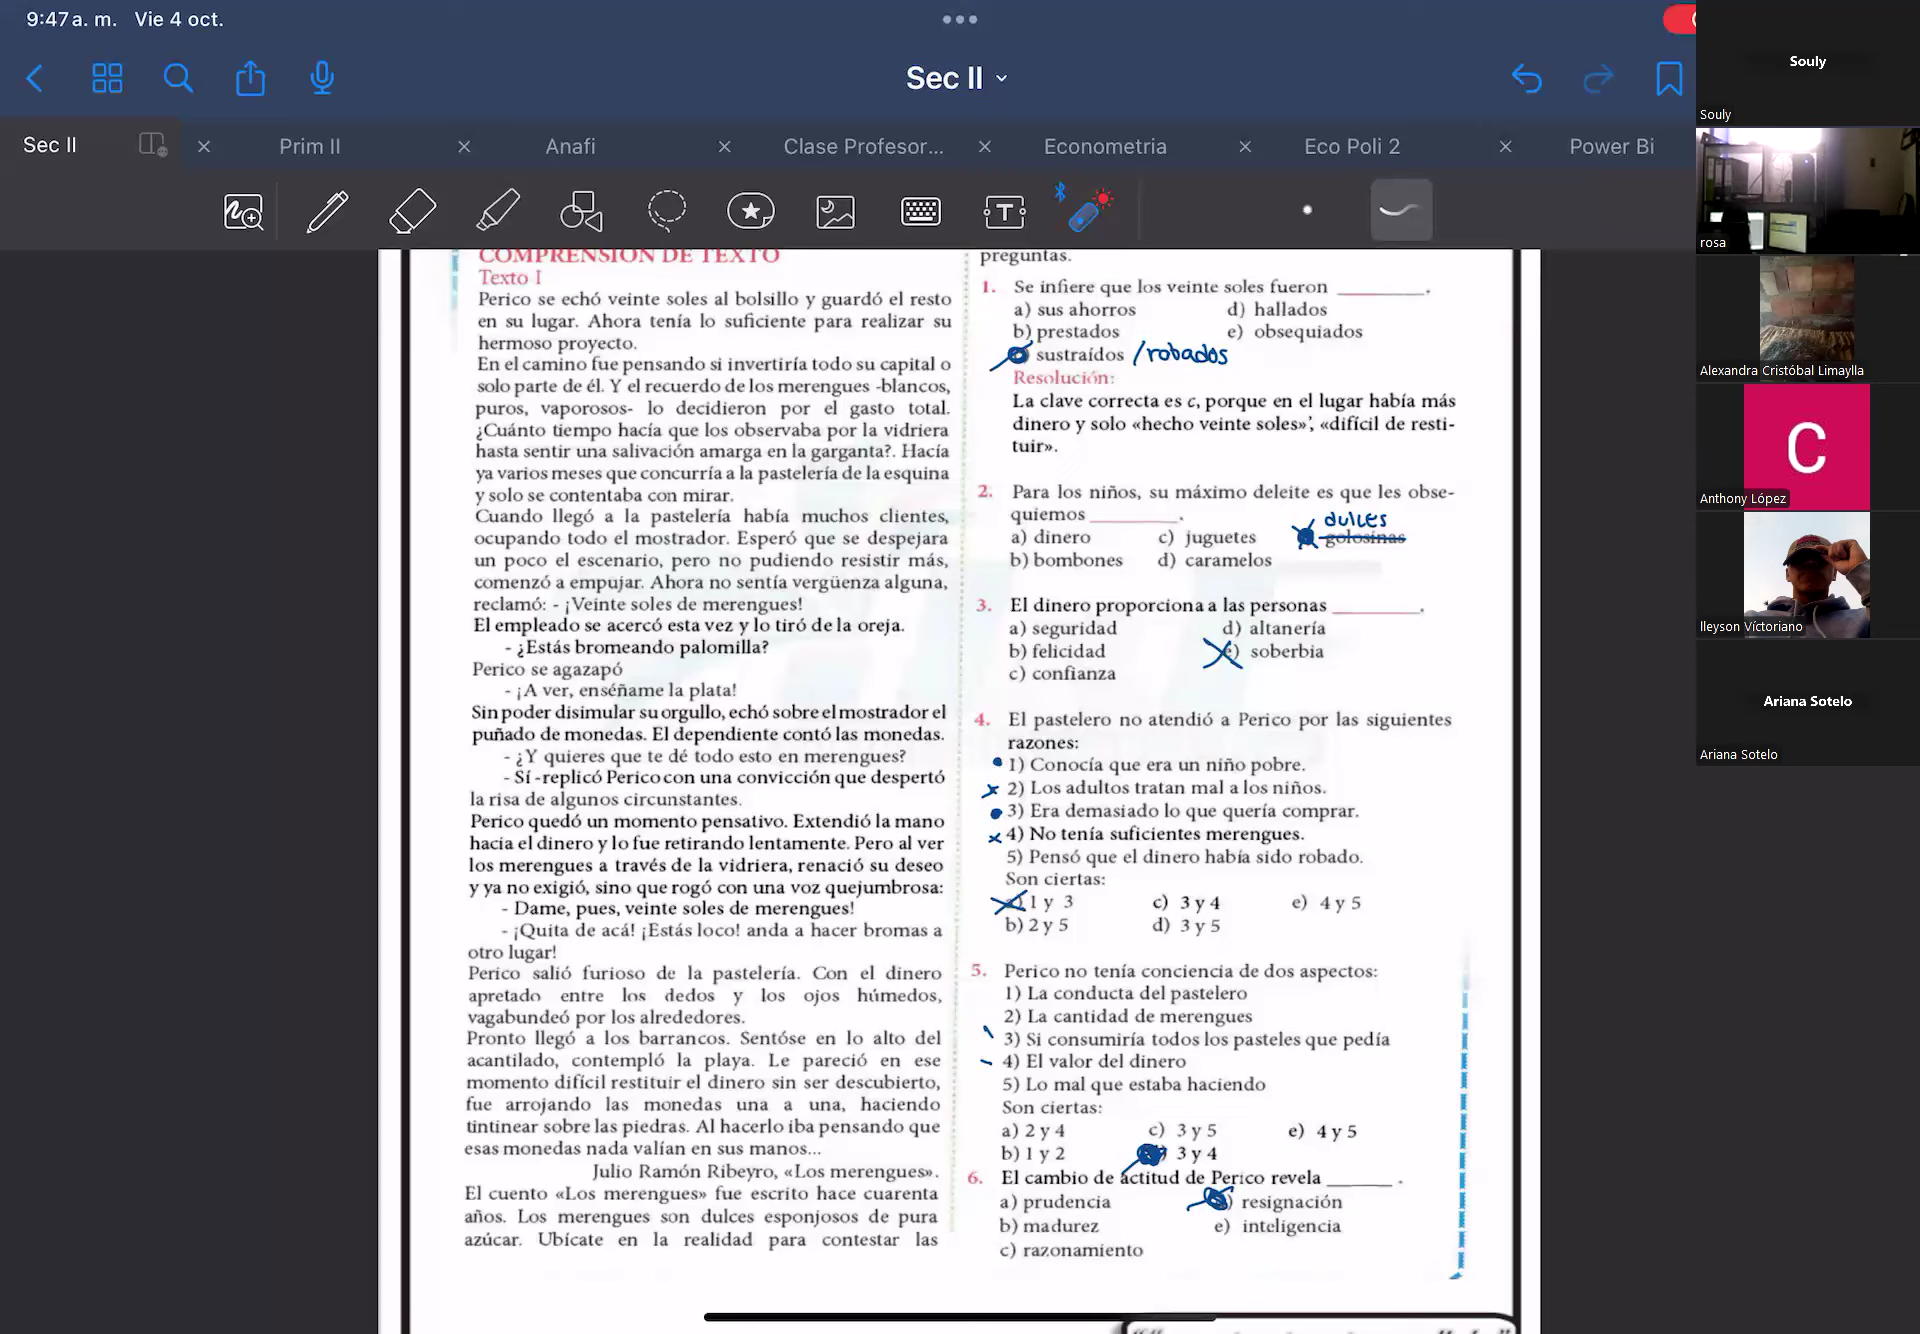 9:47 a. m. Vie 4 oct.
Sec II
Sec II
Prim II
Anafi
Clase Profesor...
Econometria
Eco Poli 2
Power Bi
COMPRENSIÓN DE TEXTO
Texto I
Perico se echó veinte soles al bolsillo y guardó el resto
en su lugar. Ahora tenía lo suficiente para realizar su
hermoso proyecto.
En el camino fue pensando si invertiría todo su capital o
solo parte de él. Y el recuerdo de los merengues -blancos,
puros, vaporosos- lo decidieron por el gasto total.
¿Cuánto tiempo hacía que los observaba por la vidriera
hasta sentir una salivación amarga en la garganta?. Hacía
ya varios meses que concurría a la pastelería de la esquina
y solo se contentaba con mirar.
Cuando llegó a la pastelería había muchos clientes,
ocupando todo el mostrador. Esperó que se despejara
un poco el escenario, pero no pudiendo resistir más,
comenzó a empujar. Ahora no sentía vergüenza alguna,
reclamó: - ¡Veinte soles de merengues!
El empleado se acercó esta vez y lo tiró de la oreja.
- ¿Estás bromeando palomilla?
Perico se agazapó
- ¡A ver, enséñame la plata!
Sin poder disimular su orgullo, echó sobre el mostrador el
puñado de monedas. El dependiente contó las monedas.
- ¿Y quieres que te dé todo esto en merengues?
- Sí -replicó Perico con una convicción que despertó
la risa de algunos circunstantes.
Perico quedó un momento pensativo. Extendió la mano
hacia el dinero y lo fue retirando lentamente. Pero al ver
los merengues a través de la vidriera, renació su deseo
y ya no exigió, sino que rogó con una voz quejumbrosa:
- Dame, pues, veinte soles de merengues!
- ¡Quita de acá! ¡Estás loco! anda a hacer bromas a
otro lugar!
Perico salió furioso de la pastelería. Con el dinero
apretado entre los dedos y los ojos húmedos,
vagabundeó por los alrededores.
Pronto llegó a los barrancos. Sentóse en lo alto del
acantilado, contempló la playa. Le pareció en ese
momento difícil restituir el dinero sin ser descubierto,
fue arrojando las monedas una a una, haciendo
tintinear sobre las piedras. Al hacerlo iba pensando que
esas monedas nada valían en sus manos...
Julio Ramón Ribeyro, «Los merengues».
El cuento «Los merengues» fue escrito hace cuarenta
años. Los merengues son dulces esponjosos de pura
azúcar. Ubícate en la realidad para contestar las
preguntas.
1. Se infiere que los veinte soles fueron ________.
a) sus ahorros d) hallados
b) prestados e) obsequiados
sustraídos /robados
Resolución:
La clave correcta es c, porque en el lugar había más
dinero y solo «hecho veinte soles»', «difícil de resti-
tuir».
2. Para los niños, su máximo deleite es que les obse-
quiemos ________.
dulces
a) dinero c) juguetes golosinas
b) bombones d) caramelos
3. El dinero proporciona a las personas ________.
a) seguridad d) altanería
b) felicidad e) soberbia
c) confianza
4. El pastelero no atendió a Perico por las siguientes
razones:
1) Conocía que era un niño pobre.
2) Los adultos tratan mal a los niños.
3) Era demasiado lo que quería comprar.
4) No tenía suficientes merengues.
5) Pensó que el dinero había sido robado.
Son ciertas:
a) 1 y 3 c) 3 y 4 e) 4 y 5
b) 2 y 5 d) 3 y 5
5. Perico no tenía conciencia de dos aspectos:
1) La conducta del pastelero
2) La cantidad de merengues
3) Si consumiría todos los pasteles que pedía
4) El valor del dinero
5) Lo mal que estaba haciendo
Son ciertas:
a) 2 y 4 c) 3 y 5 e) 4 y 5
b) 1 y 2 3 y 4
6. El cambio de actitud de Perico revela ______ .
a) prudencia resignación
b) madurez e) inteligencia
c) razonamiento
Souly
Souly
rosa
Alexandra Cristóbal Limaylla
C
Anthony López
lleyson Víctoriano
Ariana Sotelo
Ariana Sotelo